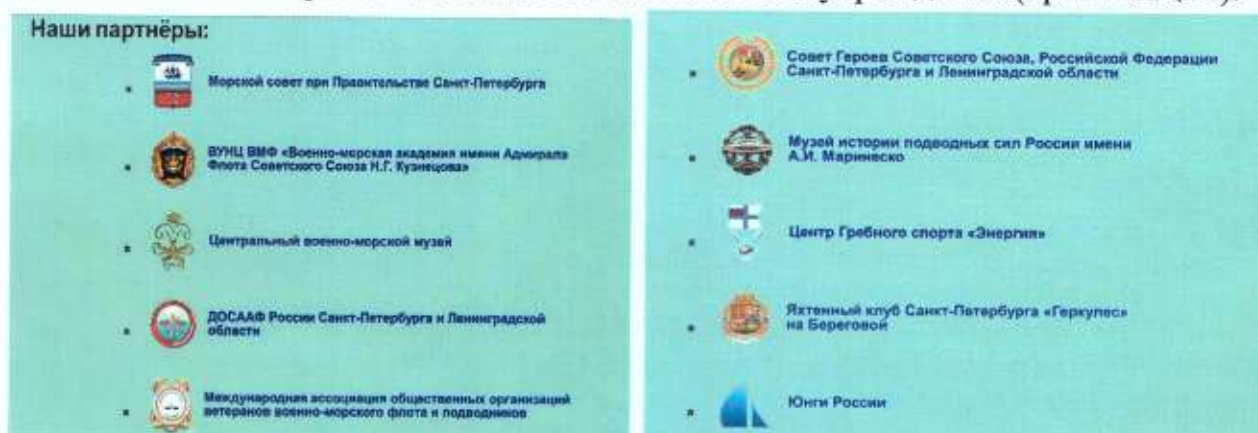 Наши партнёры:
Морской совет при Правительстве Санкт-Петербурга
ВУНЦ ВМФ «Военно-морская академия имени Адмирала
Флота Советского Союза Н.Г. Кузнецова»
Центральный военно-морской музей
ДОСААФ России Санкт-Петербурга и Ленинградской
области
Международная ассоциация общественных организаций
ветеранов военно-морского флота и подводников
Совет Героев Советского Союза, Российской Федерации
Санкт-Петербурга и Ленинградской области
Музей истории подводных сил России имени
А.И. Маринеско
Центр Гребного спорта «Энергия»
Яхтенный клуб Санкт-Петербурга «Геркулес»
на Береговой
Юнги России